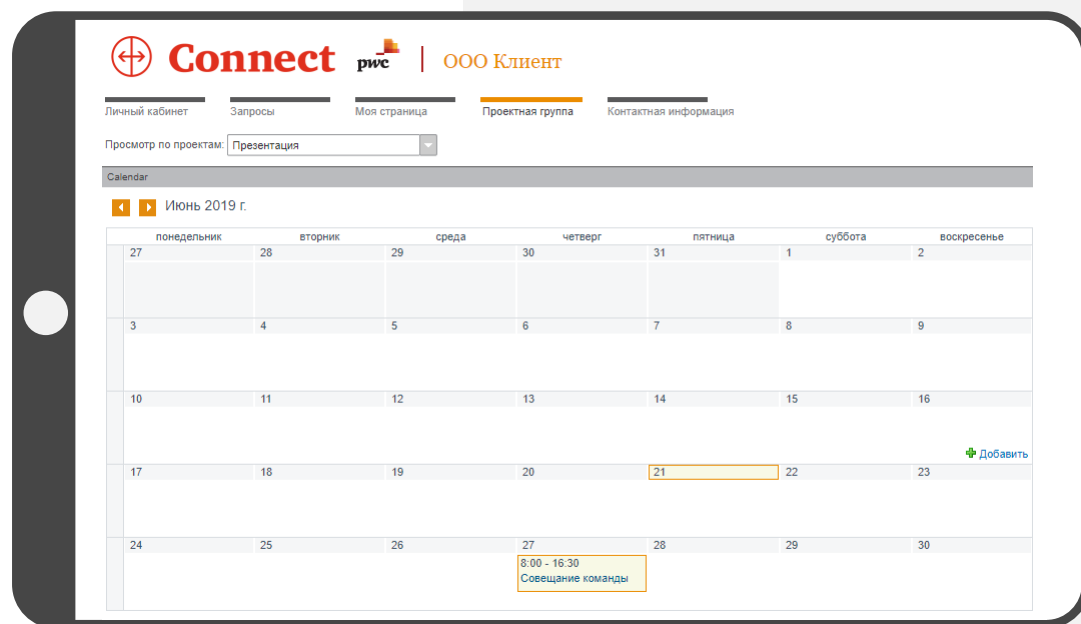 Connect pwc | ООО Клиент
Личный кабинет Запросы Моя страница Проектная группа Контактная информация
Просмотр по проектам: Презентация
Calendar
Июнь 2019 г.
понедельник вторник среда четверг пятница суббота воскресенье
27 28 29 30 31 1 2
3 4 5 6 7 8 9
10 11 12 13 14 15 16
Добавить
17 18 19 20 21 22 23
24 25 26 27 28 29 30
8:00 - 16:30
Совещание команды